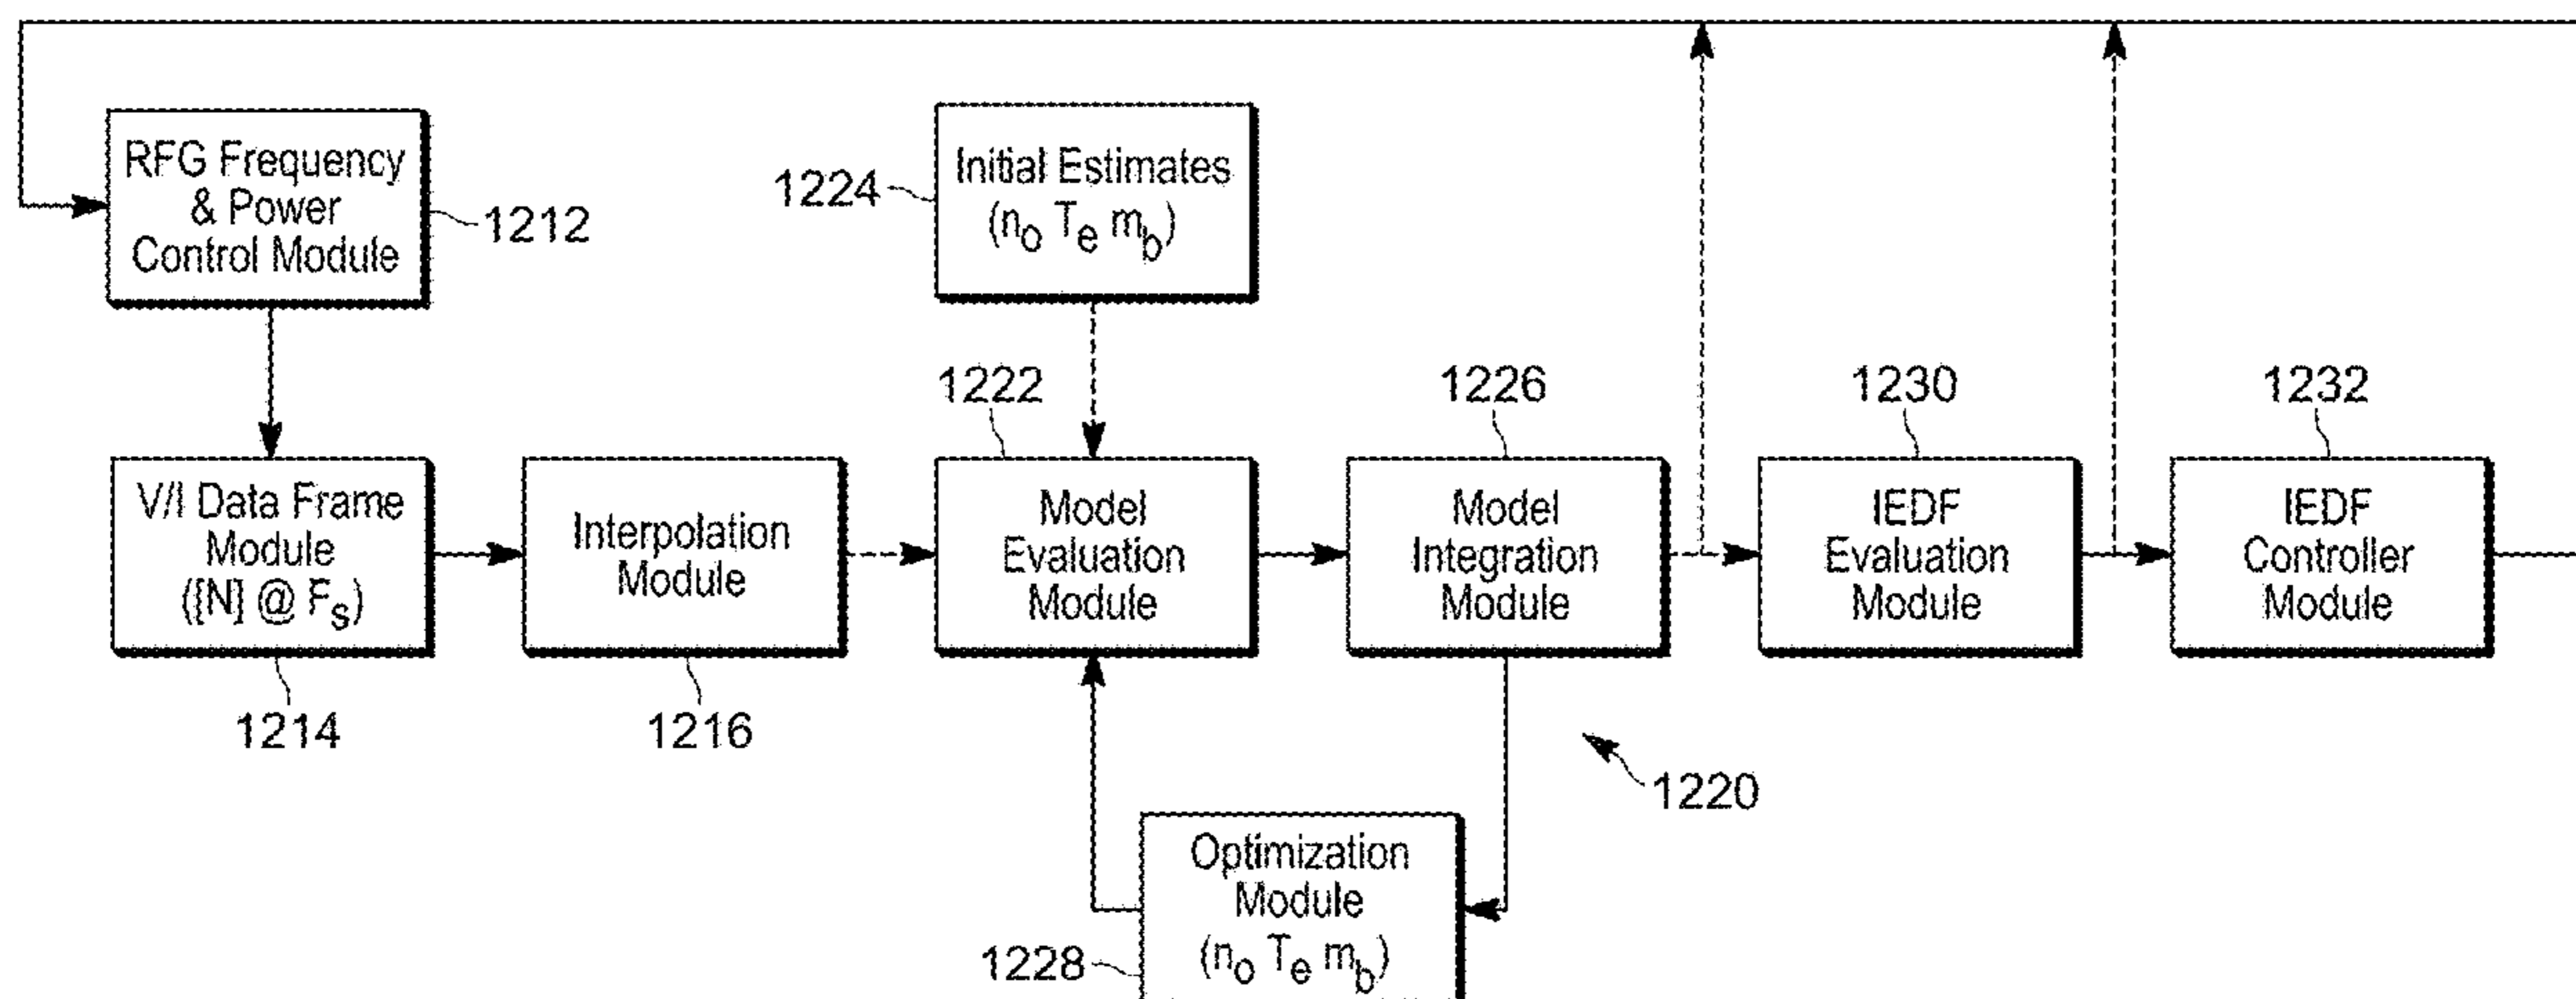 RFG Frequency
& Power
Control Module
1212
1224
Initial Estimates
(no Te mb)
1222
1226
1230
1232
V/I Data Frame
Module
([N] @ Fs)
Interpolation
Module
Model
Evaluation
Module
Model
Integration
Module
IEDF
Evaluation
Module
IEDF
Controller
Module
1214
1216
1220
Optimization
Module
(no Te mb)
1228